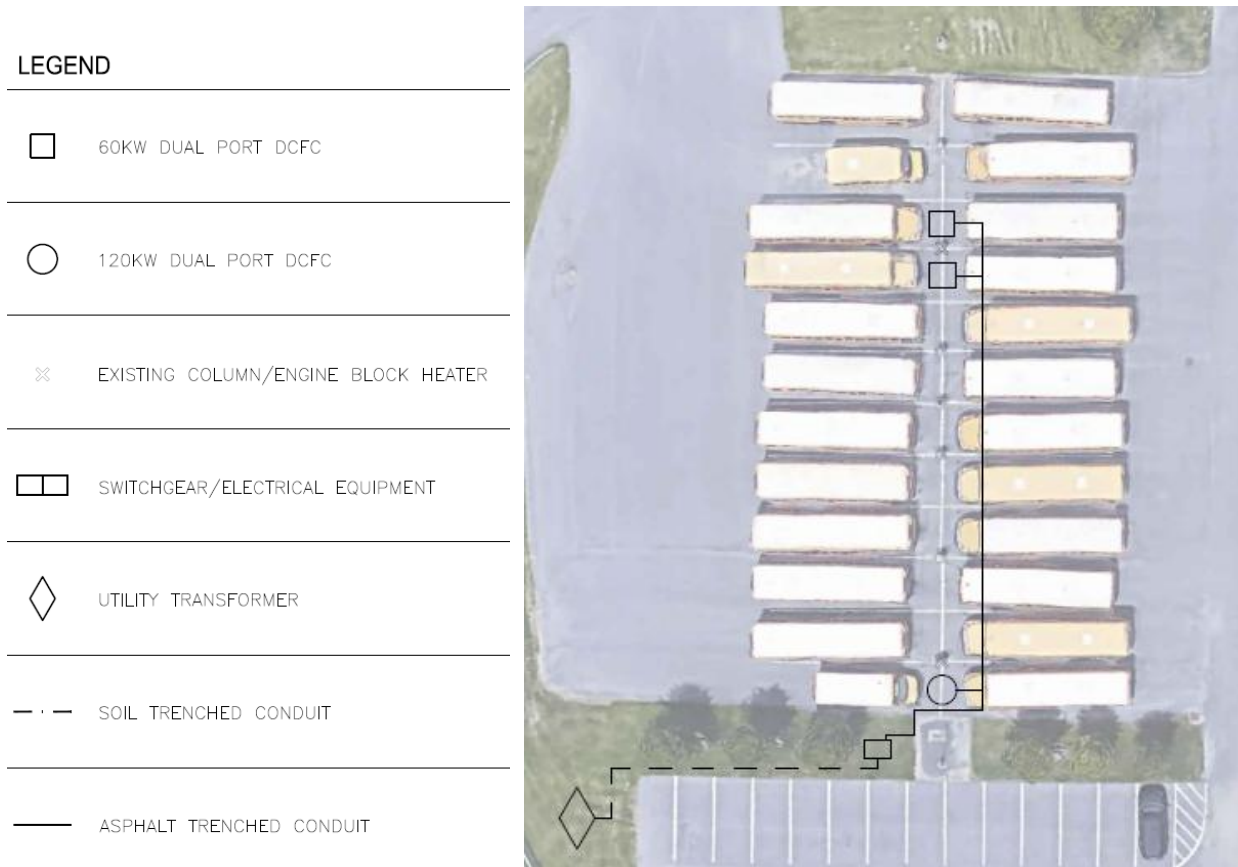 LEGEND
60KW DUAL PORT DCFC
120KW DUAL PORT DCFC
EXISTING COLUMN/ENGINE BLOCK HEATER
SWITCHGEAR/ELECTRICAL EQUIPMENT
UTILITY TRANSFORMER
SOIL TRENCHED CONDUIT
ASPHALT TRENCHED CONDUIT